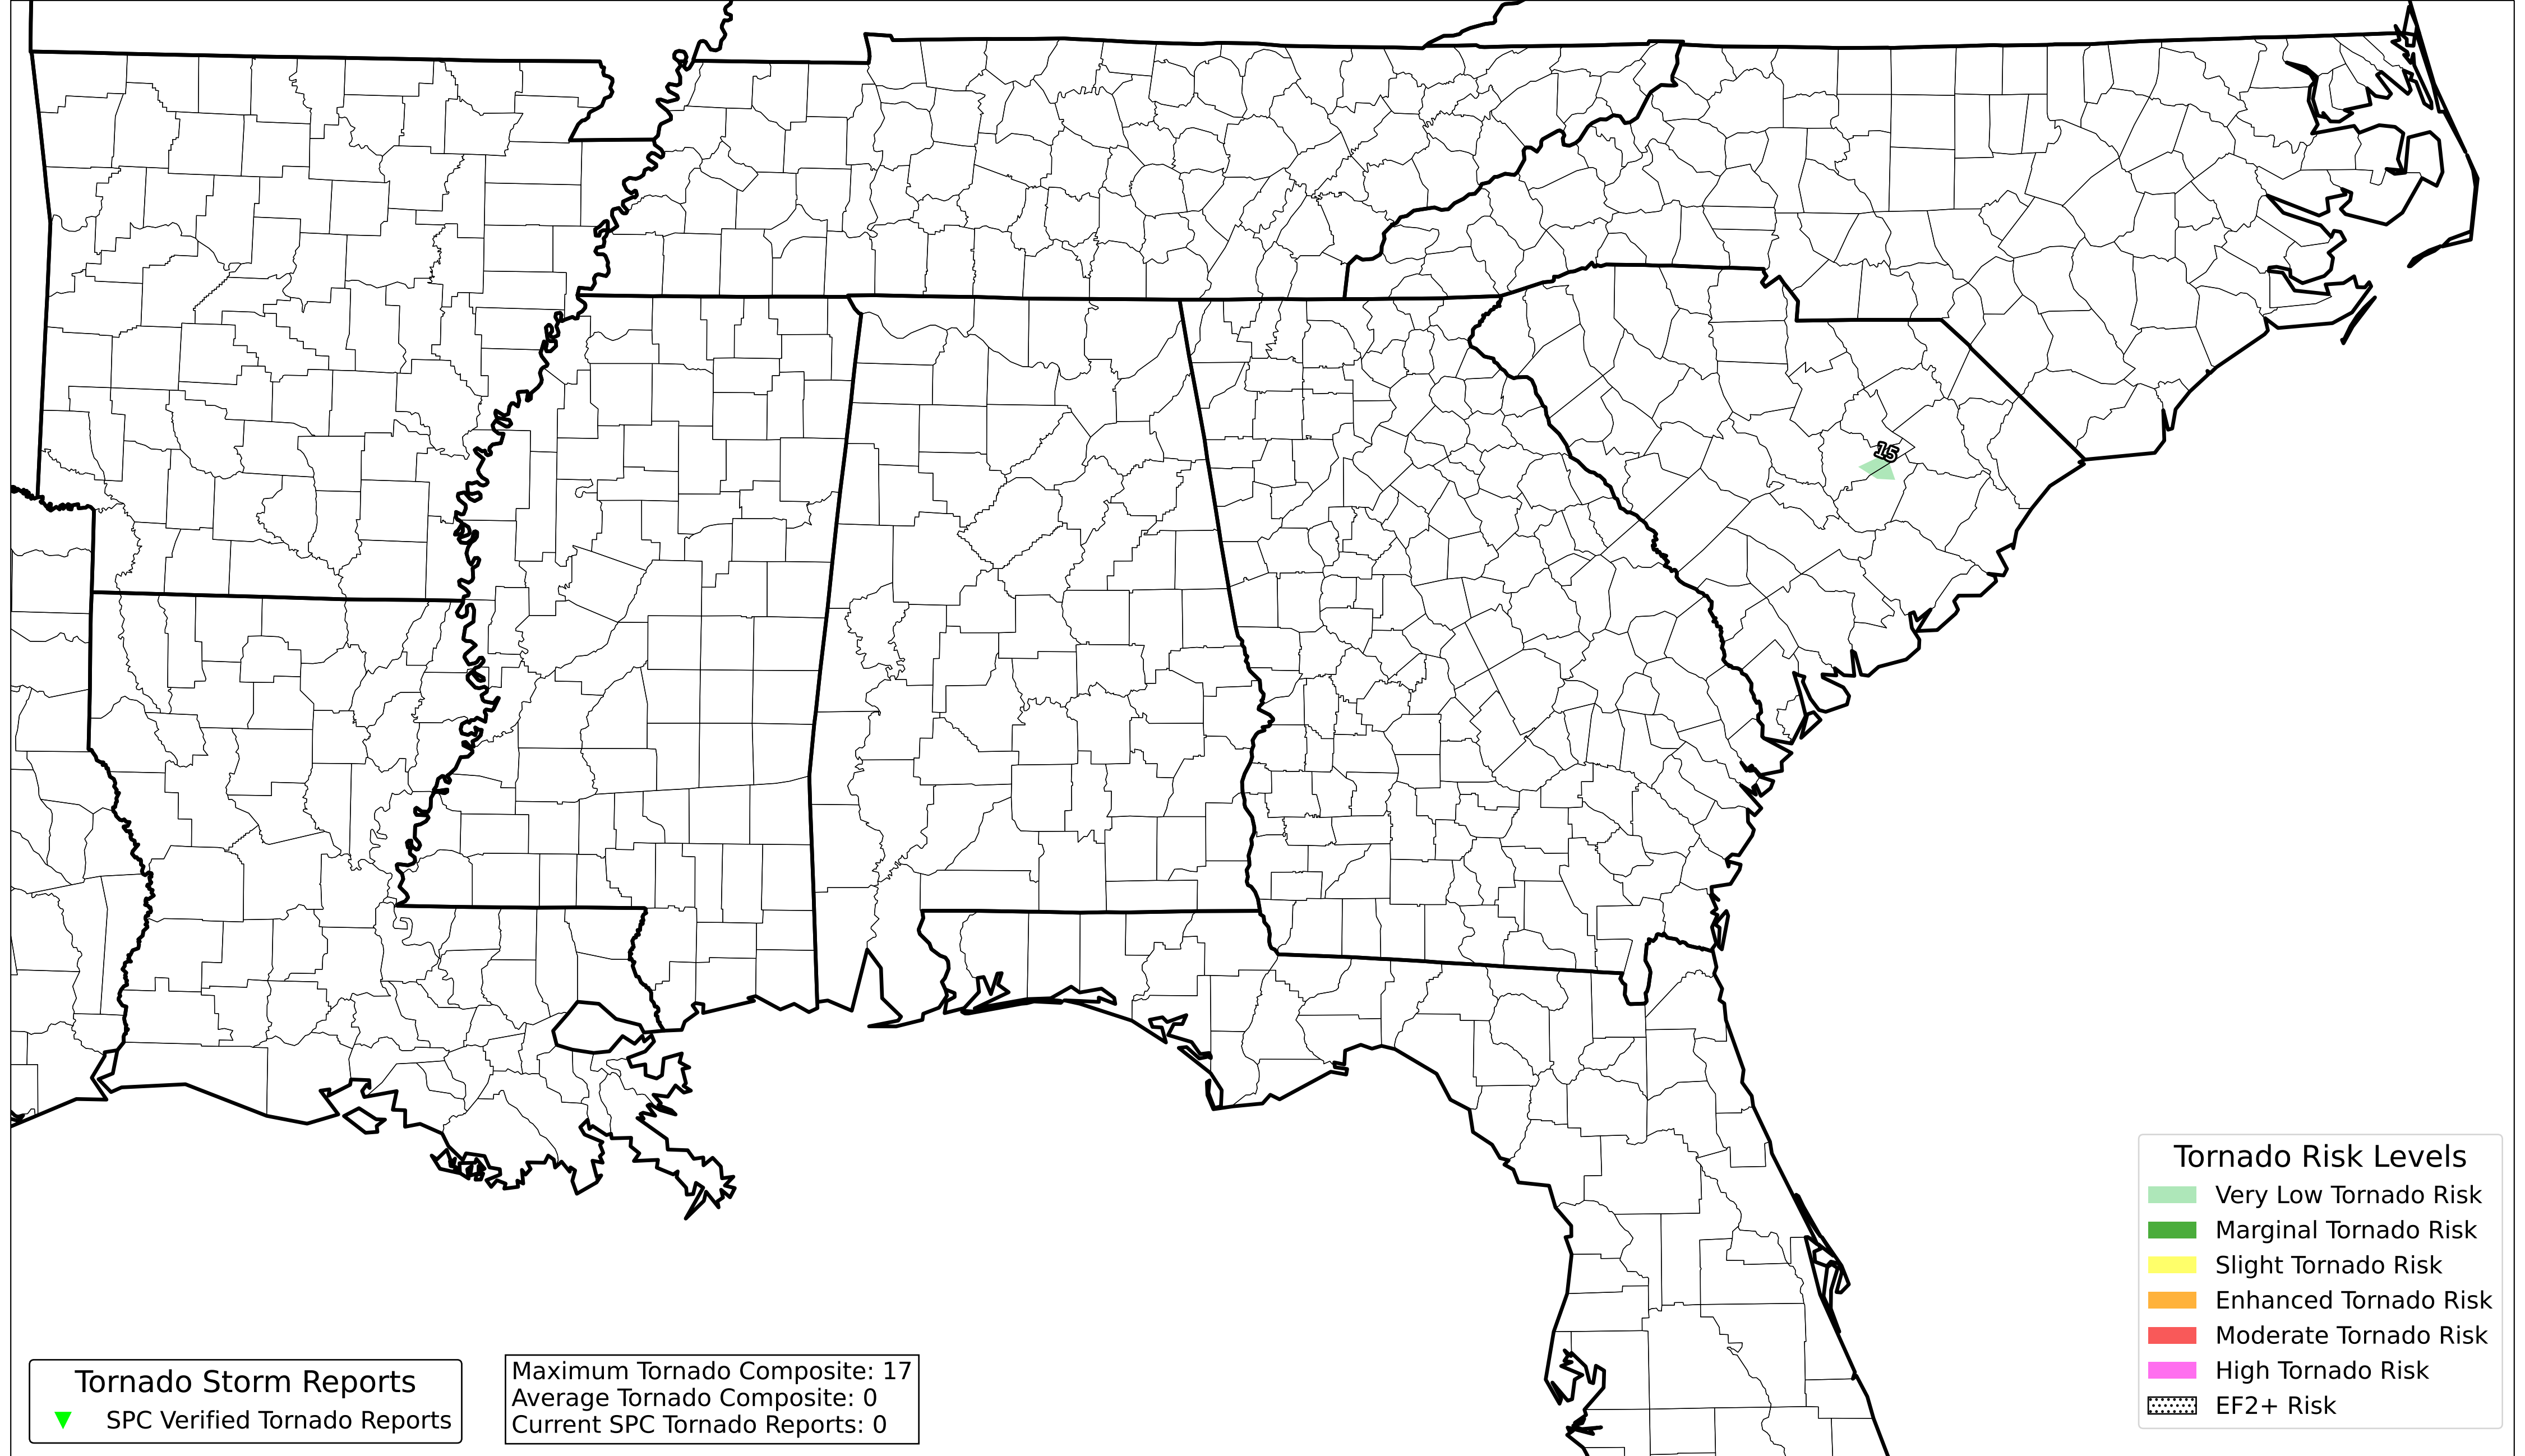 15
Tornado Risk Levels
Very Low Tornado Risk
Marginal Tornado Risk
Slight Tornado Risk
Enhanced Tornado Risk
Moderate Tornado Risk
High Tornado Risk
EF2+ Risk
Tornado Storm Reports
SPC Verified Tornado Reports
Maximum Tornado Composite: 17
Average Tornado Composite: 0
Current SPC Tornado Reports: 0